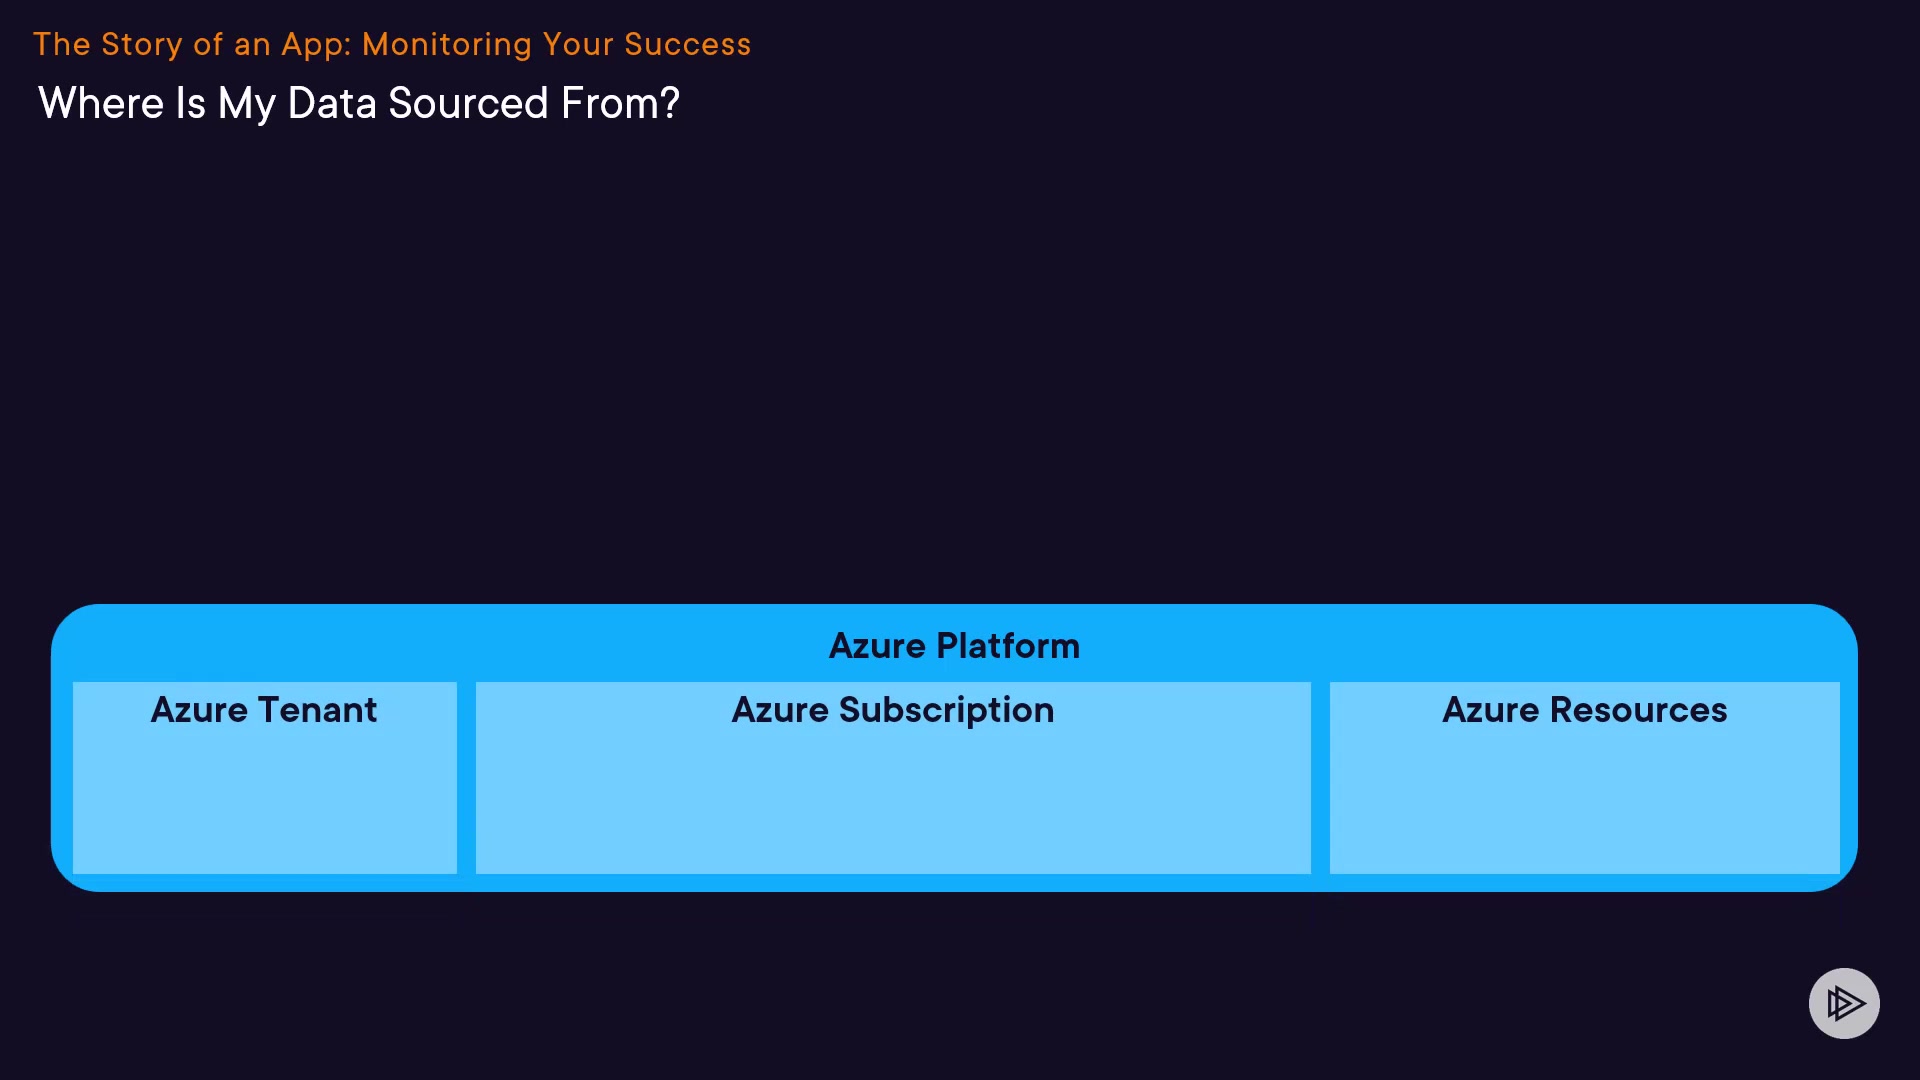 The Story of an App: Monitoring Your Success
Where Is My Data Sourced From?
Azure Platform
Azure Tenant
Azure Subscription
Azure Resources